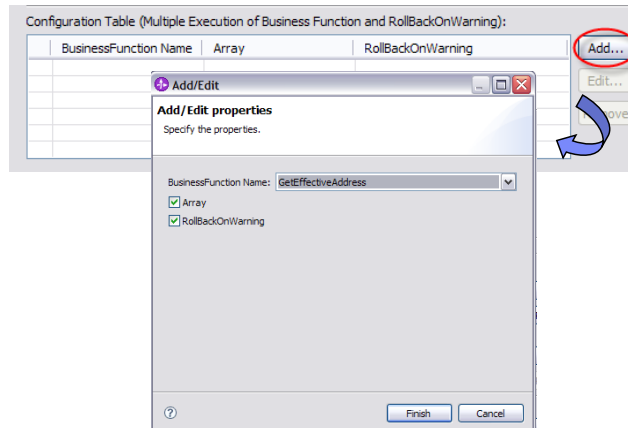 Configuration Table (Multiple Execution of Business Function and RollBackOnWarning):
BusinessFunction Name Array RollBackOnWarning
Add...
Edit...
Add/Edit
Add/Edit properties
Specify the properties.
BusinessFunction Name: GetEffectiveAddress
Array
RollBackOnWarning
Finish Cancel